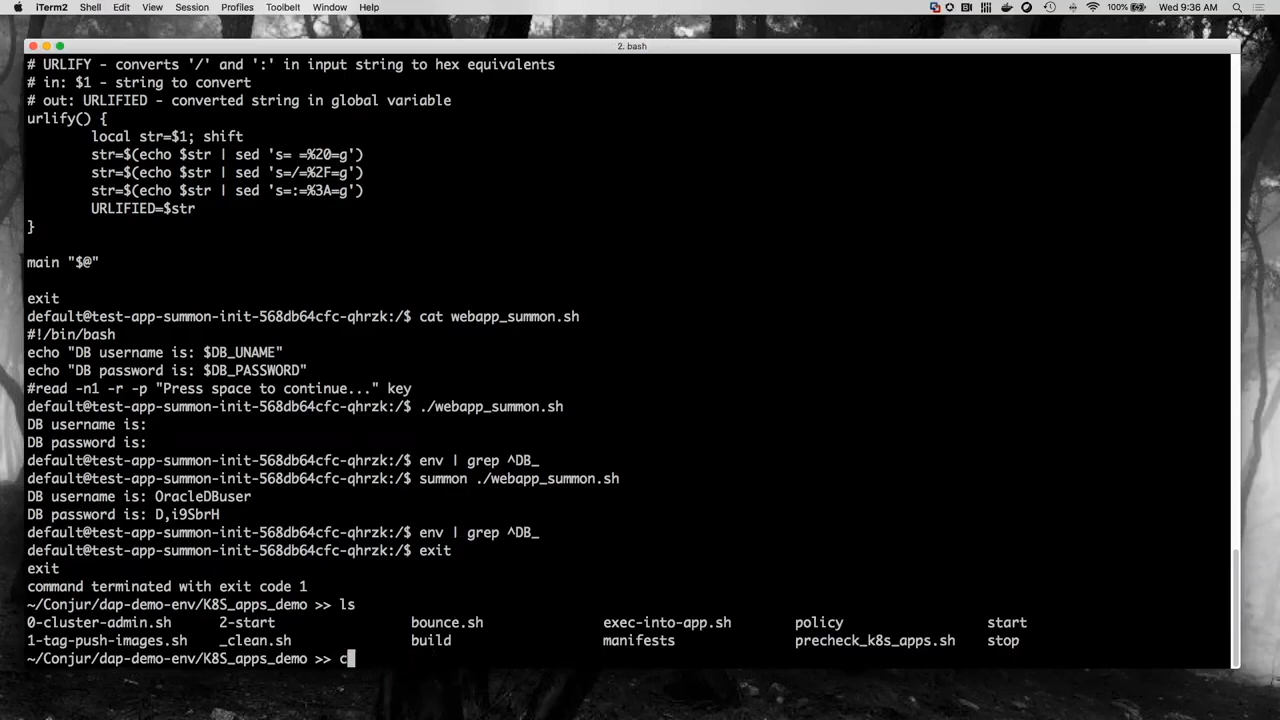 iTerm2 Shell Edit View Session Profiles Toolbelt Window Help 100% Wed 9:36 AM
2. bash
# URLIFY - converts '/' and ':' in input string to hex equivalents
# in: $1 - string to convert
# out: URLIFIED - converted string in global variable
urlify() {
local str=$1; shift
str=$(echo $str | sed 's= =%20=g')
str=$(echo $str | sed 's=/=%2F=g')
str=$(echo $str | sed 's=:=%3A=g')
URLIFIED=$str
}
main "$@"
exit
default@test-app-summon-init-568db64cfc-qhrzk:/$ cat webapp_summon.sh
#!/bin/bash
echo "DB username is: $DB_UNAME"
echo "DB password is: $DB_PASSWORD"
#read -n1 -r -p "Press space to continue..." key
default@test-app-summon-init-568db64cfc-qhrzk:/$ ./webapp_summon.sh
DB username is:
DB password is:
default@test-app-summon-init-568db64cfc-qhrzk:/$ env | grep ^DB_
default@test-app-summon-init-568db64cfc-qhrzk:/$ summon ./webapp_summon.sh
DB username is: OracleDBuser
DB password is: D,i9SbrH
default@test-app-summon-init-568db64cfc-qhrzk:/$ env | grep ^DB_
default@test-app-summon-init-568db64cfc-qhrzk:/$ exit
exit
command terminated with exit code 1
~/Conjur/dap-demo-env/K8S_apps_demo >> ls
0-cluster-admin.sh 2-start bounce.sh exec-into-app.sh policy start
1-tag-push-images.sh _clean.sh build manifests precheck_k8s_apps.sh stop
~/Conjur/dap-demo-env/K8S_apps_demo >> c